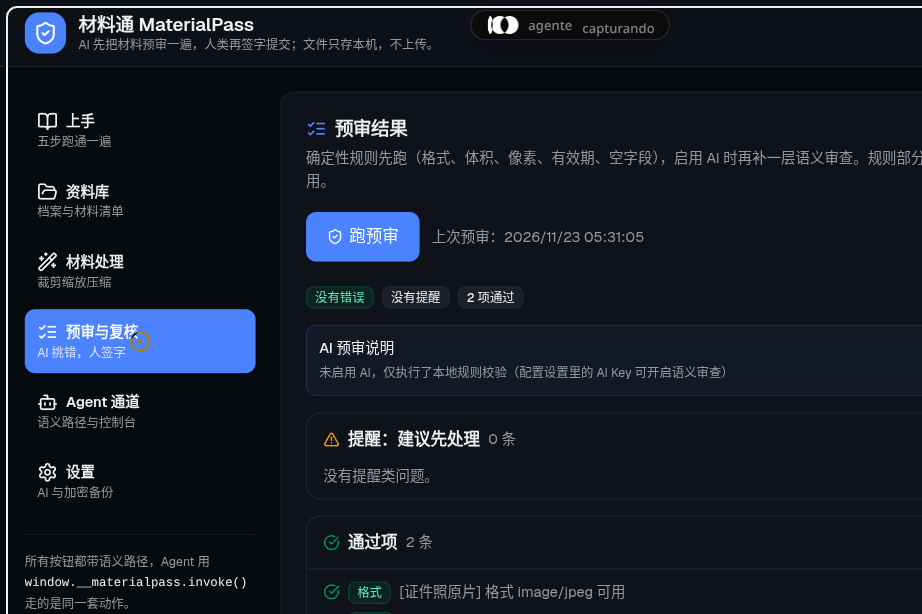 材料通 MaterialPass
AI 先把材料预审一遍，人类再签字提交；文件只存本机，不上传。
agente capturando
上手
五步跑通一遍
资料库
档案与材料清单
材料处理
裁剪缩放压缩
预审与复核
AI 挑错，人签字
Agent 通道
语义路径与控制台
设置
AI 与加密备份
所有按钮都带语义路径，Agent 用
window.__materialpass.invoke()
走的是同一套动作。
预审结果
确定性规则先跑（格式、体积、像素、有效期、空字段），启用 AI 时再补一层语义审查。规则部分
用。
跑预审
上次预审：2026/11/23 05:31:05
没有错误 没有提醒 2 项通过
AI 预审说明
未启用 AI，仅执行了本地规则校验（配置设置里的 AI Key 可开启语义审查）
提醒：建议先处理 0 条
没有提醒类问题。
通过项 2 条
格式 [证件照原片] 格式 image/jpeg 可用